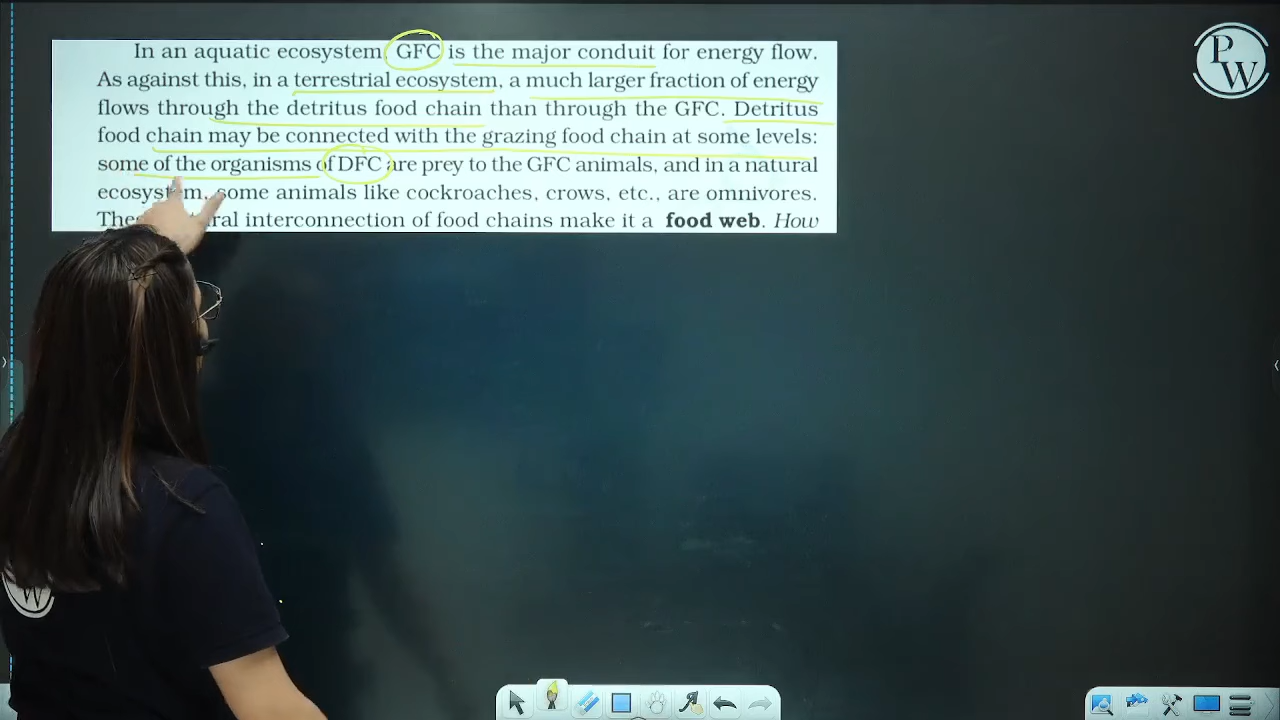 In an aquatic ecosystem, GFC is the major conduit for energy flow.
As against this, in a terrestrial ecosystem, a much larger fraction of energy
flows through the detritus food chain than through the GFC. Detritus
food chain may be connected with the grazing food chain at some levels:
some of the organisms of DFC are prey to the GFC animals, and in a natural
ecosystem, some animals like cockroaches, crows, etc., are omnivores.
interconnection of food chains make it a food web. How
PW
W